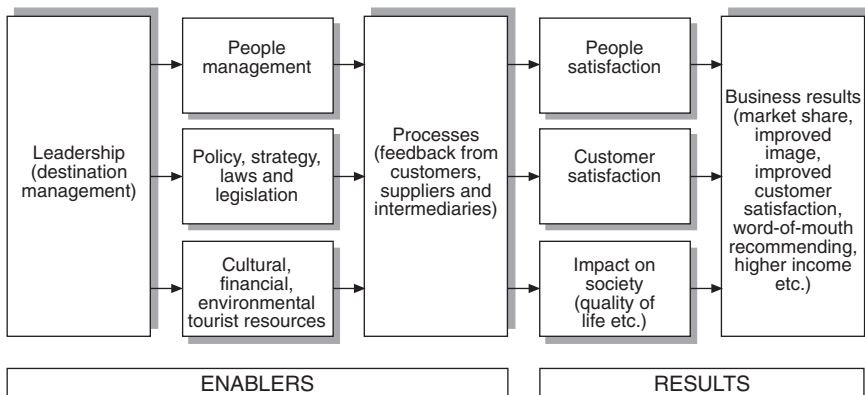 Leadership
(destination
management)
People
management
Policy, strategy,
laws and
legislation
Cultural,
financial,
environmental
tourist resources
Processes
(feedback from
customers,
suppliers and
intermediaries)
People
satisfaction
Customer
satisfaction
Impact on
society
(quality of
life etc.)
Business results
(market share,
improved
image,
improved
customer
satisfaction,
word-of-mouth
recommending,
higher income
etc.)
ENABLERS
RESULTS